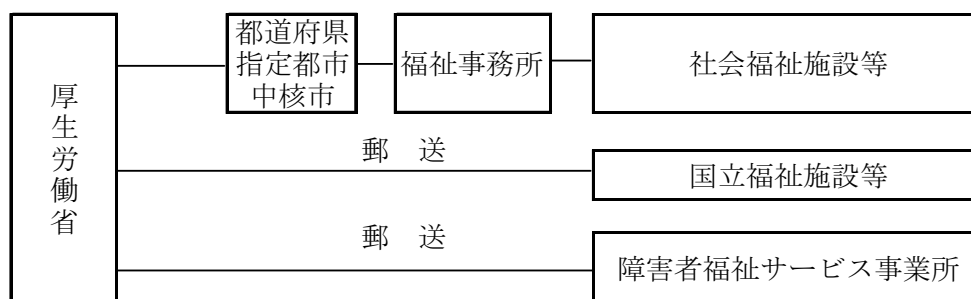 厚生労働省
都道府県
指定都市
中核市
福祉事務所
社会福祉施設等
郵 送
国立福祉施設等
郵 送
障害者福祉サービス事業所